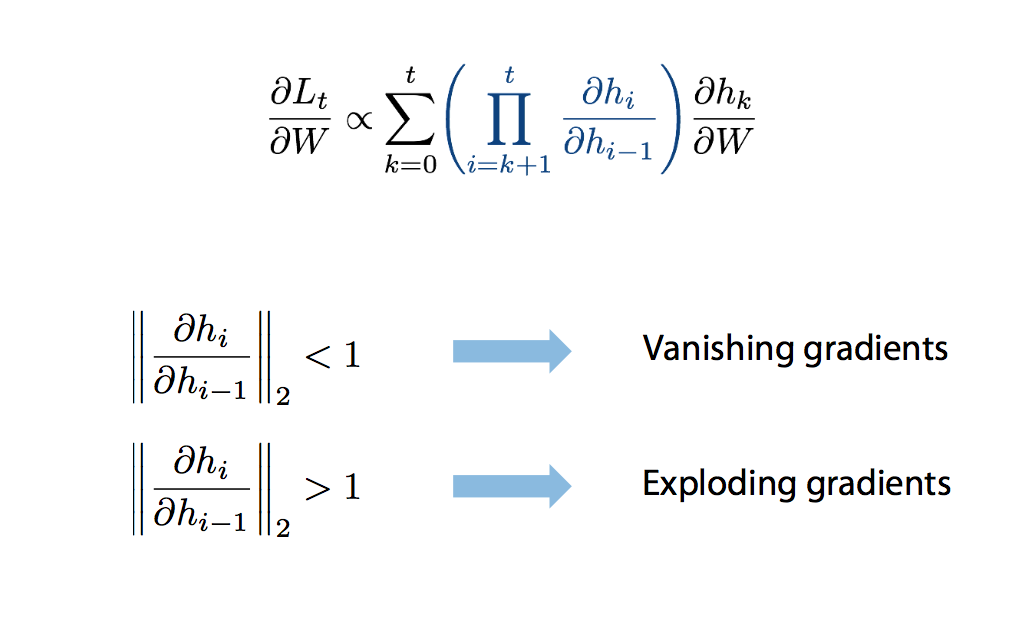 $\frac{\partial L_t}{\partial W} \propto \sum_{k=0}^{t} \left( \prod_{i=k+1}^{t} \frac{\partial h_i}{\partial h_{i-1}} \right) \frac{\partial h_k}{\partial W}$
$\left\| \frac{\partial h_i}{\partial h_{i-1}} \right\|_2 < 1$ Vanishing gradients
$\left\| \frac{\partial h_i}{\partial h_{i-1}} \right\|_2 > 1$ Exploding gradients